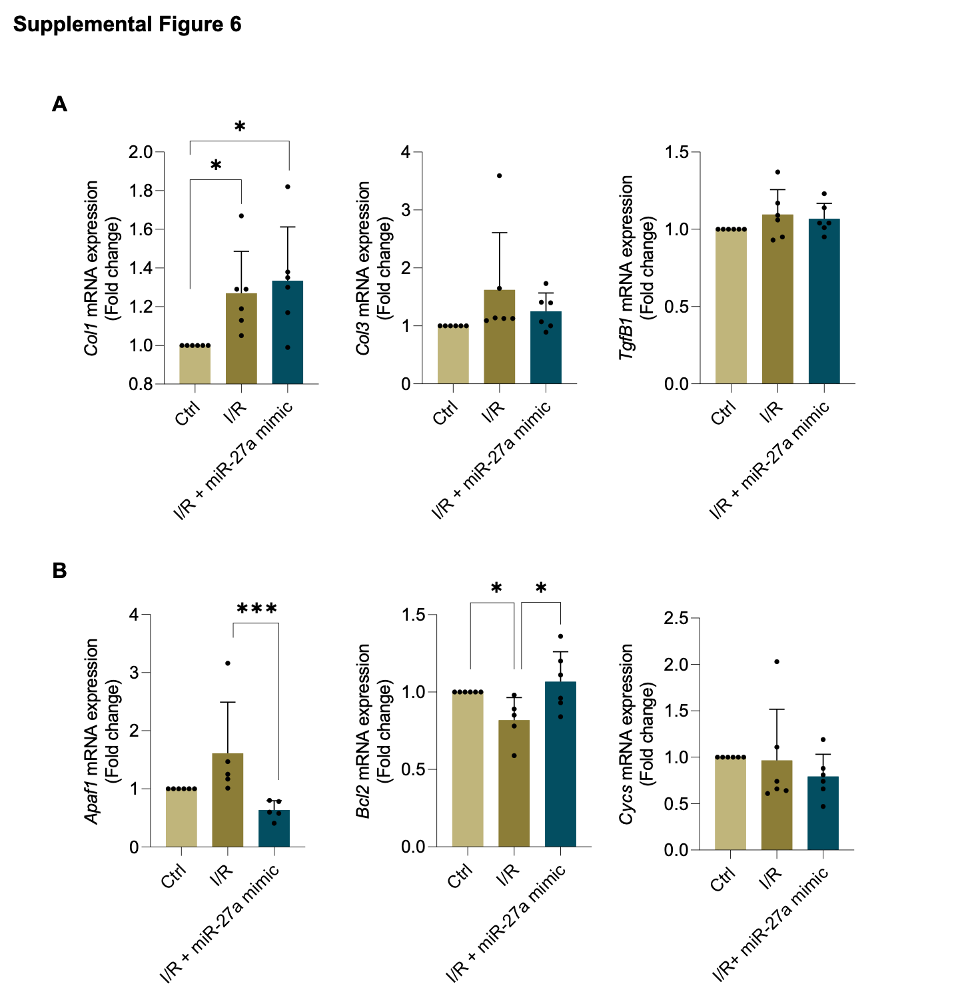 Supplemental Figure 6
A
Col1 mRNA expression
(Fold change)
2.0
1.8
1.6
1.4
1.2
1.0
0.8
*
*
Ctrl
I/R
I/R + miR-27a mimic
Col3 mRNA expression
(Fold change)
4
3
2
1
0
Ctrl
I/R
I/R + miR-27a mimic
TgfB1 mRNA expression
(Fold change)
1.5
1.0
0.5
0.0
Ctrl
I/R
I/R + miR-27a mimic
B
Apaf1 mRNA expression
(Fold change)
4
3
2
1
0
***
Ctrl
I/R
I/R + miR-27a mimic
Bcl2 mRNA expression
(Fold change)
1.5
1.0
0.5
0.0
*
*
Ctrl
I/R
I/R + miR-27a mimic
Cycs mRNA expression
(Fold change)
2.5
2.0
1.5
1.0
0.5
0.0
Ctrl
I/R
I/R+ miR-27a mimic